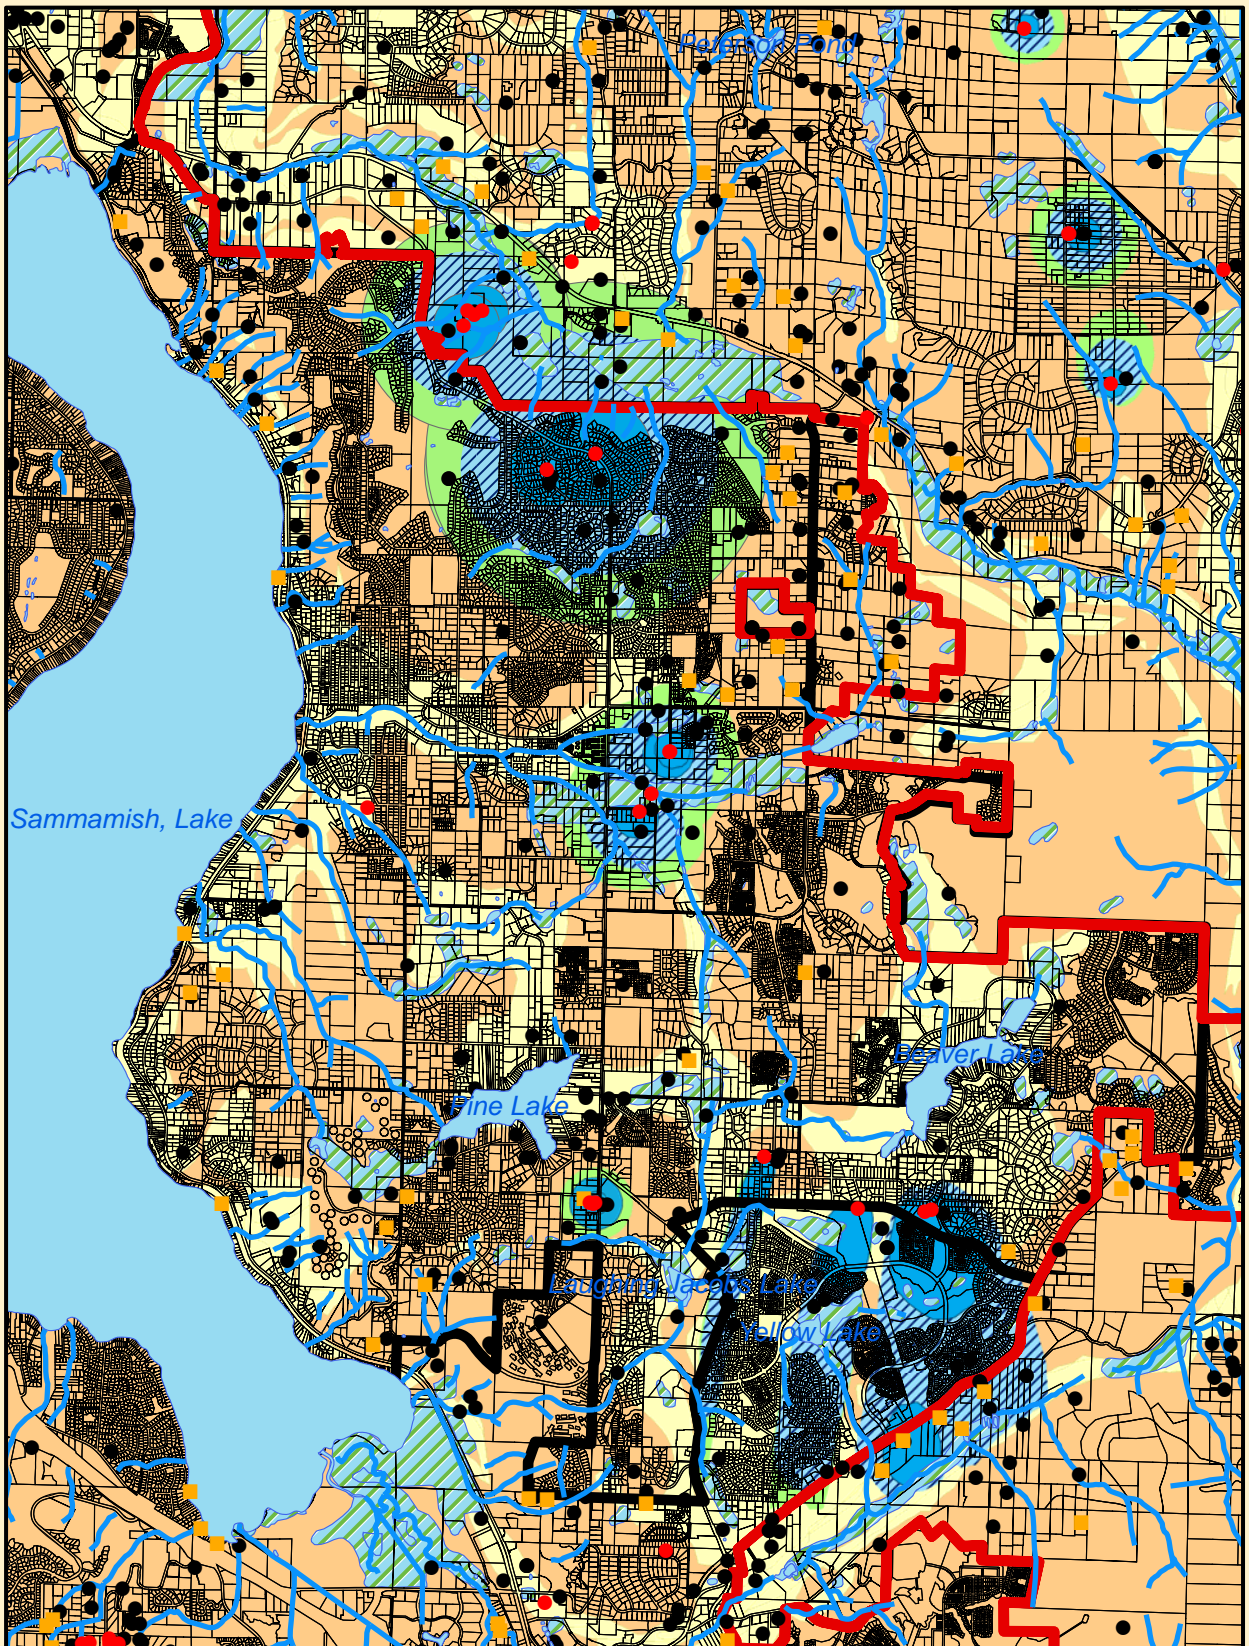 Peterson Pond
Sammamish, Lake
Beaver Lake
Pine Lake
Laughing Jacobs Lake
Yellow Lake